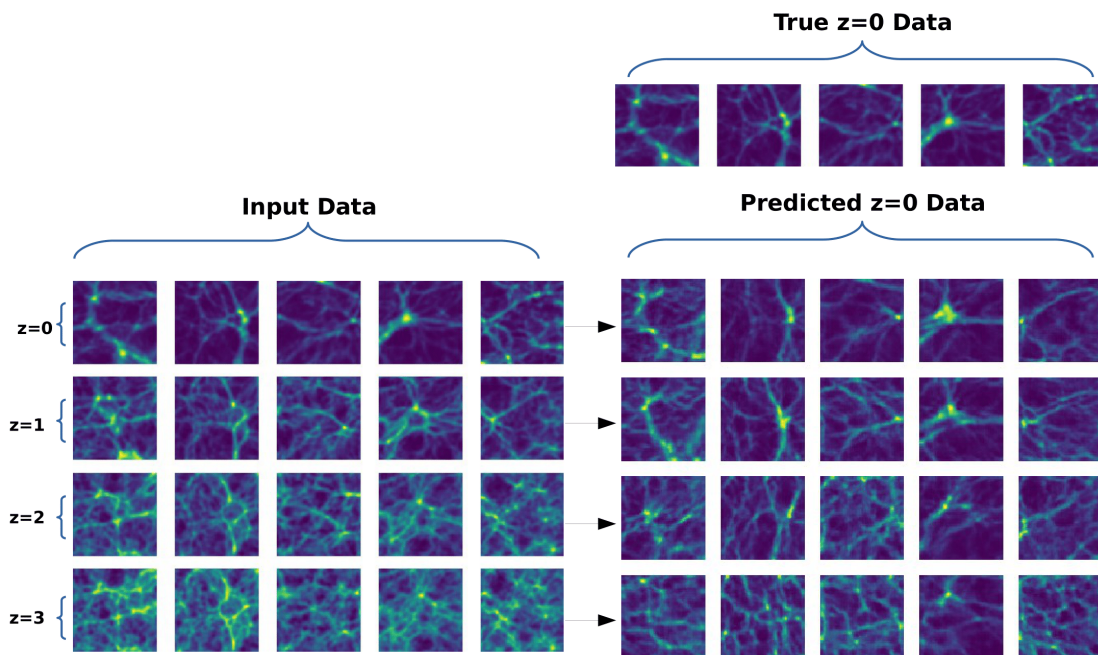 True z=0 Data
Input Data
Predicted z=0 Data
z=0
z=1
z=2
z=3